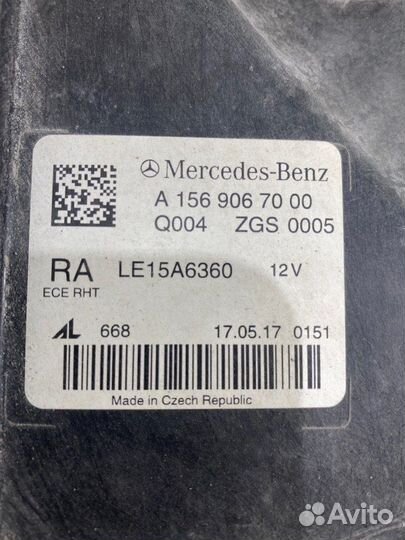 Mercedes-Benz
A 156 906 70 00
Q004 ZGS 0005
RA LE15A6360 12V
ECE RHT
AL 668 17.05.17 0151
Made in Czech Republic
Avito